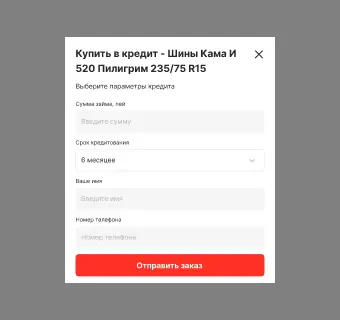 Купить в кредит - Шины Кама И
520 Пилигрим 235/75 R15
Выберите параметры кредита
Сумма займа, лей
Введите сумму
Срок кредитования
6 месяцев
Ваше имя
Введите имя
Номер телефона
Номер телефона
Отправить заказ